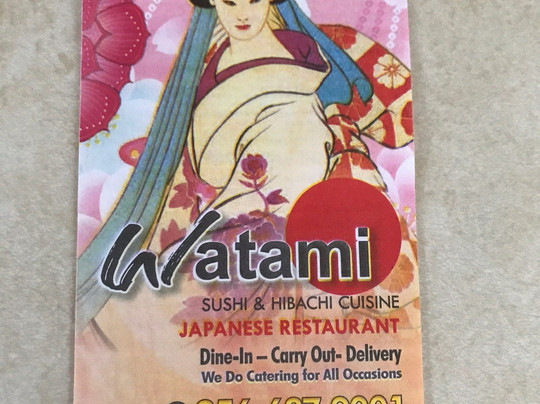 Watami
SUSHI & HIBACHI CUISINE
JAPANESE RESTAURANT
Dine-In – Carry Out- Delivery
We Do Catering for All Occasions